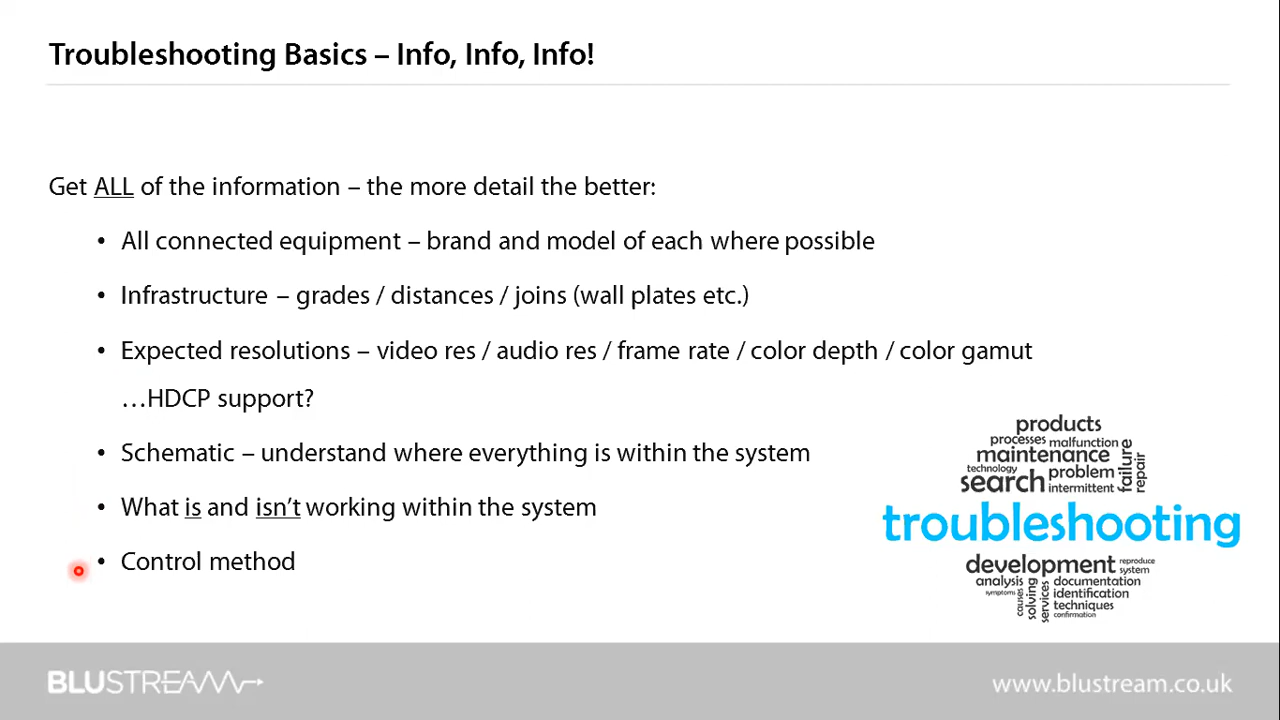 Troubleshooting Basics – Info, Info, Info!
Get ALL of the information – the more detail the better:
• All connected equipment – brand and model of each where possible
• Infrastructure – grades / distances / joins (wall plates etc.)
• Expected resolutions – video res / audio res / frame rate / color depth / color gamut
…HDCP support?
• Schematic – understand where everything is within the system
• What is and isn’t working within the system
• Control method
products
processes malfunction
maintenance
technology problem
search intermittent
failure
repair
troubleshooting
development reproduce
system
analysis documentation
symptoms identification
causes
solving
services
techniques
confirmation
BLUSTREAM
www.blustream.co.uk